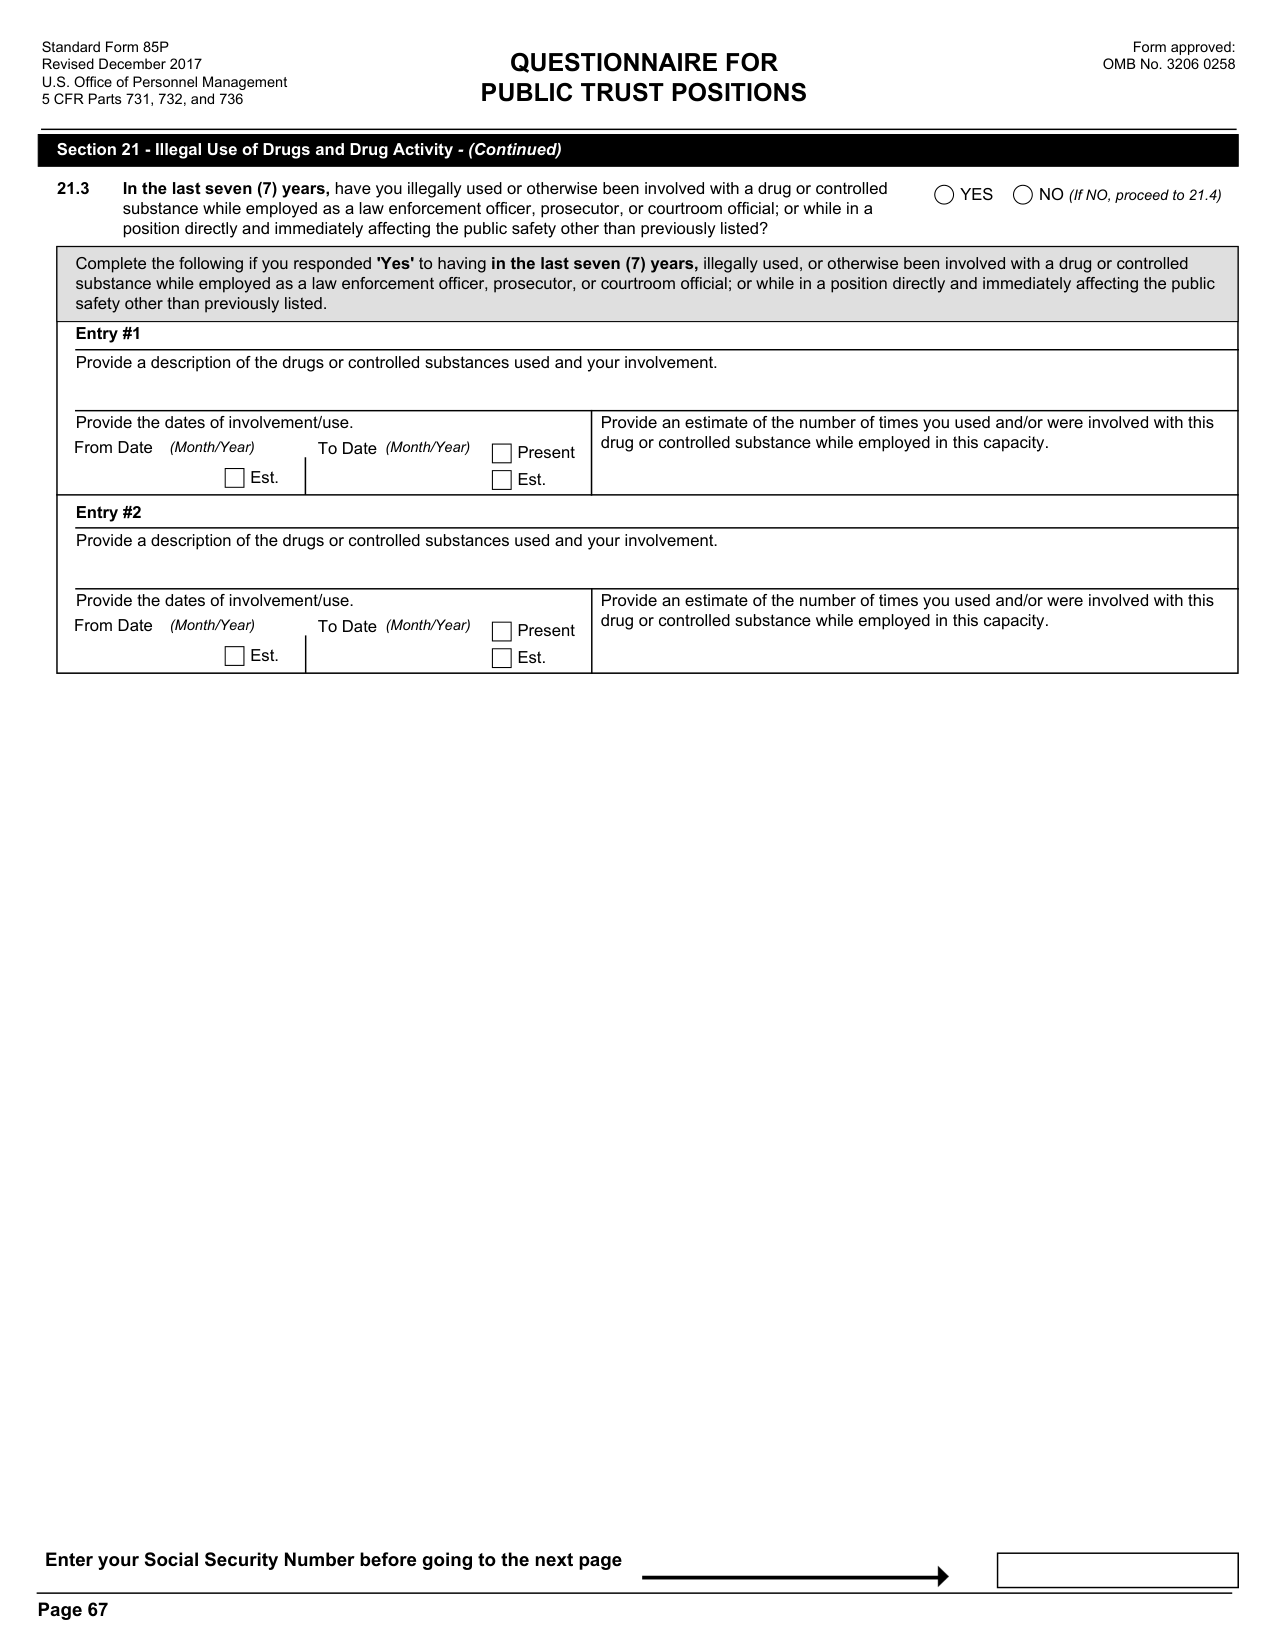 Standard Form 85P
Revised December 2017
U.S. Office of Personnel Management
5 CFR Parts 731, 732, and 736
QUESTIONNAIRE FOR
PUBLIC TRUST POSITIONS
Form approved:
OMB No. 3206 0258
Section 21 - Illegal Use of Drugs and Drug Activity - (Continued)
21.3 In the last seven (7) years, have you illegally used or otherwise been involved with a drug or controlled
substance while employed as a law enforcement officer, prosecutor, or courtroom official; or while in a
position directly and immediately affecting the public safety other than previously listed?
YES NO (If NO, proceed to 21.4)
Complete the following if you responded 'Yes' to having in the last seven (7) years, illegally used, or otherwise been involved with a drug or controlled
substance while employed as a law enforcement officer, prosecutor, or courtroom official; or while in a position directly and immediately affecting the public
safety other than previously listed.
Entry #1
Provide a description of the drugs or controlled substances used and your involvement.
Provide the dates of involvement/use.
From Date (Month/Year) To Date (Month/Year) Present
Est. Est.
Provide an estimate of the number of times you used and/or were involved with this
drug or controlled substance while employed in this capacity.
Entry #2
Provide a description of the drugs or controlled substances used and your involvement.
Provide the dates of involvement/use.
From Date (Month/Year) To Date (Month/Year) Present
Est. Est.
Provide an estimate of the number of times you used and/or were involved with this
drug or controlled substance while employed in this capacity.
Enter your Social Security Number before going to the next page
Page 67